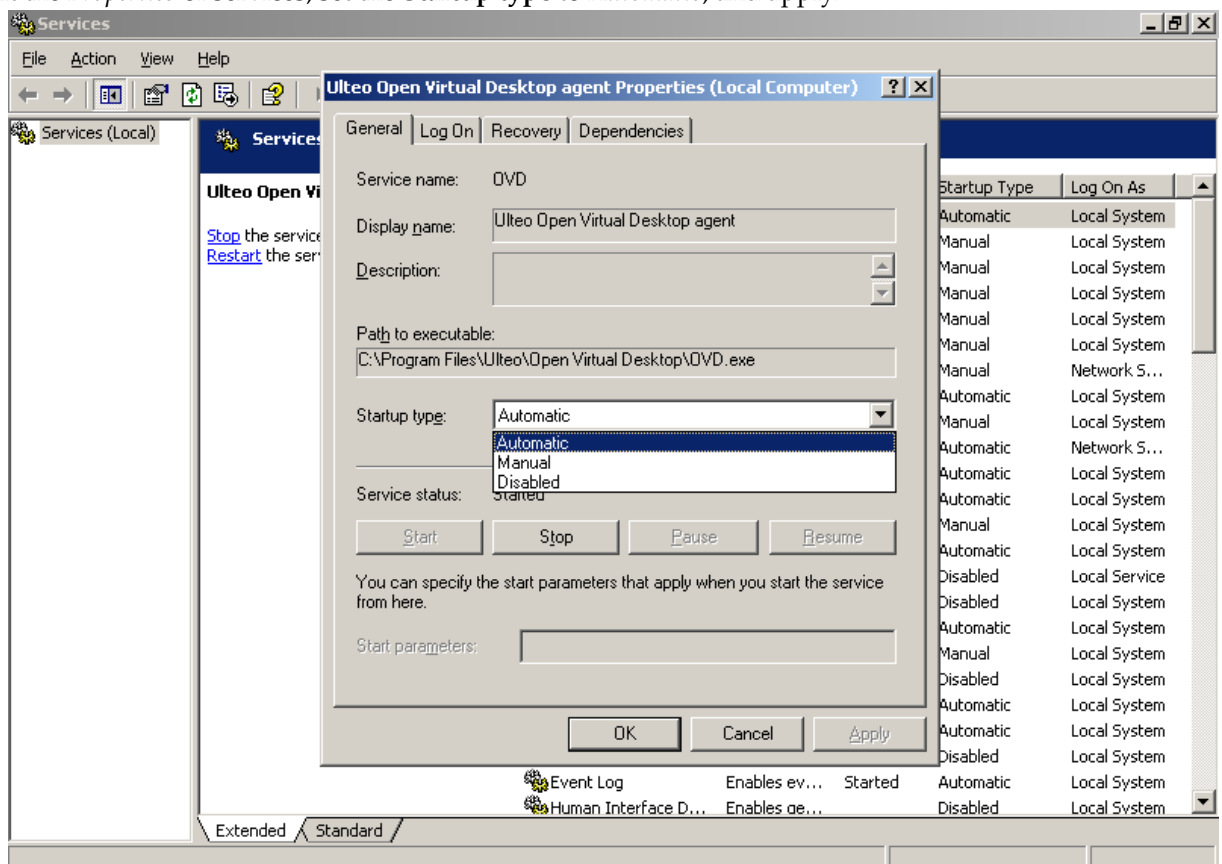 Services
File Action View Help
Services (Local)
Services
Ulteo Open Vi
Stop the service
Restart the ser
Startup Type Log On As
Automatic Local System
Manual Local System
Manual Local System
Manual Local System
Manual Local System
Manual Local System
Manual Network S...
Automatic Local System
Manual Local System
Automatic Network S...
Automatic Local System
Automatic Local System
Manual Local System
Automatic Local System
Disabled Local Service
Disabled Local System
Automatic Local System
Manual Local System
Disabled Local System
Automatic Local System
Automatic Local System
Disabled Local System
Event Log Enables ev... Started Automatic Local System
Human Interface D... Enables ge... Disabled Local System
Extended Standard
Ulteo Open Virtual Desktop agent Properties (Local Computer)
General Log On Recovery Dependencies
Service name: OVD
Display name: Ulteo Open Virtual Desktop agent
Description:
Path to executable:
C:\Program Files\Ulteo\Open Virtual Desktop\OVD.exe
Startup type: Automatic
Automatic
Manual
Disabled
Service status: Started
Start Stop Pause Resume
You can specify the start parameters that apply when you start the service
from here.
Start parameters:
OK Cancel Apply